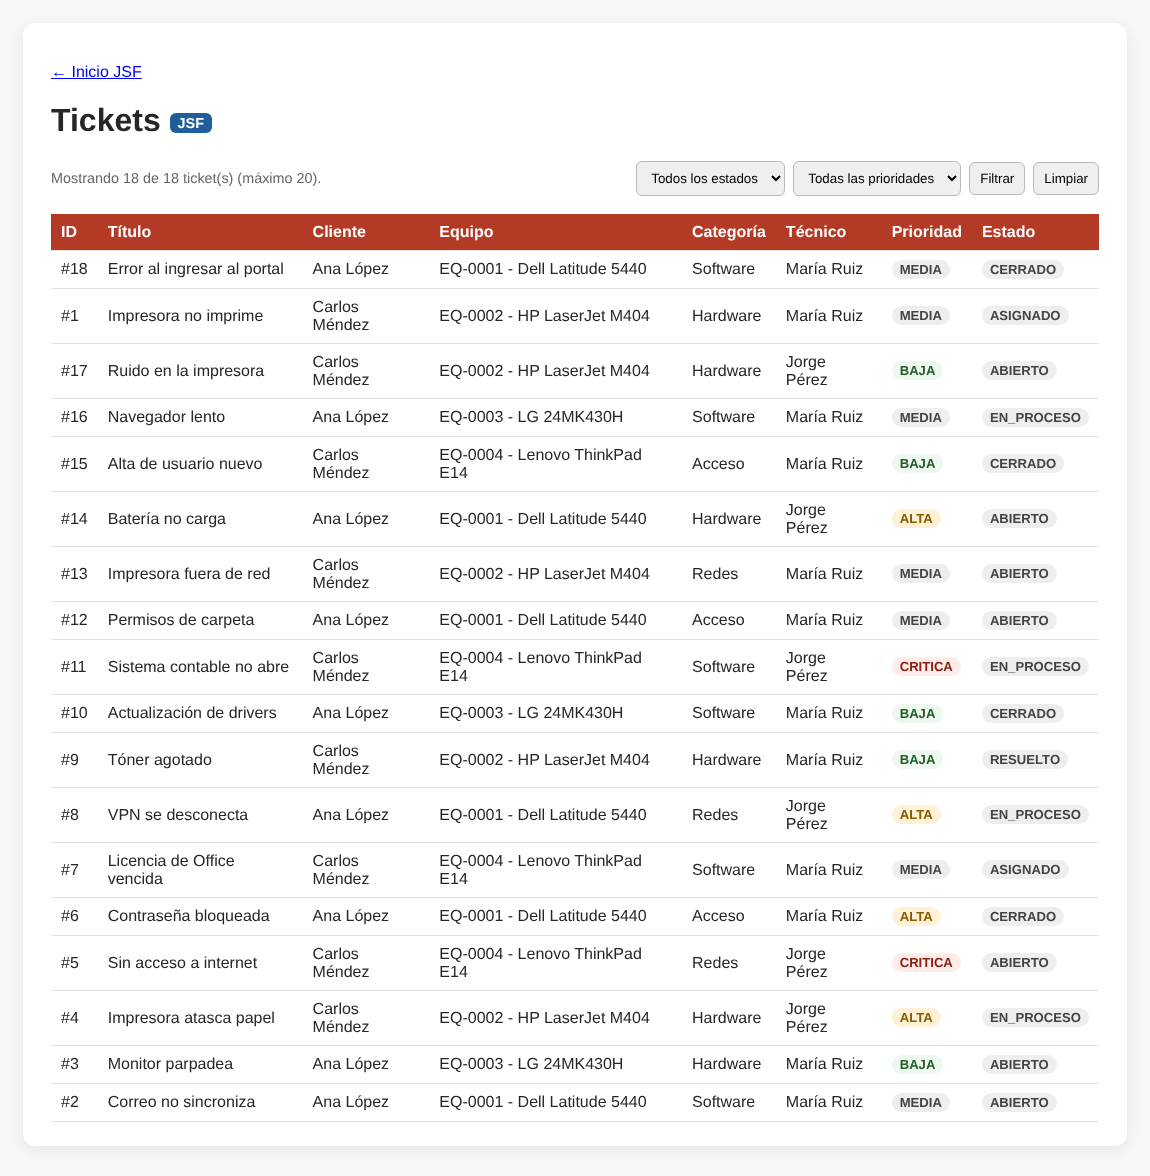 ← Inicio JSF
Tickets JSF
Mostrando 18 de 18 ticket(s) (máximo 20). Todos los estados Todas las prioridades Filtrar Limpiar
ID Título Cliente Equipo Categoría Técnico Prioridad Estado
#18 Error al ingresar al portal Ana López EQ-0001 - Dell Latitude 5440 Software María Ruiz MEDIA CERRADO
#1 Impresora no imprime Carlos Méndez EQ-0002 - HP LaserJet M404 Hardware María Ruiz MEDIA ASIGNADO
#17 Ruido en la impresora Carlos Méndez EQ-0002 - HP LaserJet M404 Hardware Jorge Pérez BAJA ABIERTO
#16 Navegador lento Ana López EQ-0003 - LG 24MK430H Software María Ruiz MEDIA EN_PROCESO
#15 Alta de usuario nuevo Carlos Méndez EQ-0004 - Lenovo ThinkPad E14 Acceso María Ruiz BAJA CERRADO
#14 Batería no carga Ana López EQ-0001 - Dell Latitude 5440 Hardware Jorge Pérez ALTA ABIERTO
#13 Impresora fuera de red Carlos Méndez EQ-0002 - HP LaserJet M404 Redes María Ruiz MEDIA ABIERTO
#12 Permisos de carpeta Ana López EQ-0001 - Dell Latitude 5440 Acceso María Ruiz MEDIA ABIERTO
#11 Sistema contable no abre Carlos Méndez EQ-0004 - Lenovo ThinkPad E14 Software Jorge Pérez CRITICA EN_PROCESO
#10 Actualización de drivers Ana López EQ-0003 - LG 24MK430H Software María Ruiz BAJA CERRADO
#9 Tóner agotado Carlos Méndez EQ-0002 - HP LaserJet M404 Hardware María Ruiz BAJA RESUELTO
#8 VPN se desconecta Ana López EQ-0001 - Dell Latitude 5440 Redes Jorge Pérez ALTA EN_PROCESO
#7 Licencia de Office vencida Carlos Méndez EQ-0004 - Lenovo ThinkPad E14 Software María Ruiz MEDIA ASIGNADO
#6 Contraseña bloqueada Ana López EQ-0001 - Dell Latitude 5440 Acceso María Ruiz ALTA CERRADO
#5 Sin acceso a internet Carlos Méndez EQ-0004 - Lenovo ThinkPad E14 Redes Jorge Pérez CRITICA ABIERTO
#4 Impresora atasca papel Carlos Méndez EQ-0002 - HP LaserJet M404 Hardware Jorge Pérez ALTA EN_PROCESO
#3 Monitor parpadea Ana López EQ-0003 - LG 24MK430H Hardware María Ruiz BAJA ABIERTO
#2 Correo no sincroniza Ana López EQ-0001 - Dell Latitude 5440 Software María Ruiz MEDIA ABIERTO